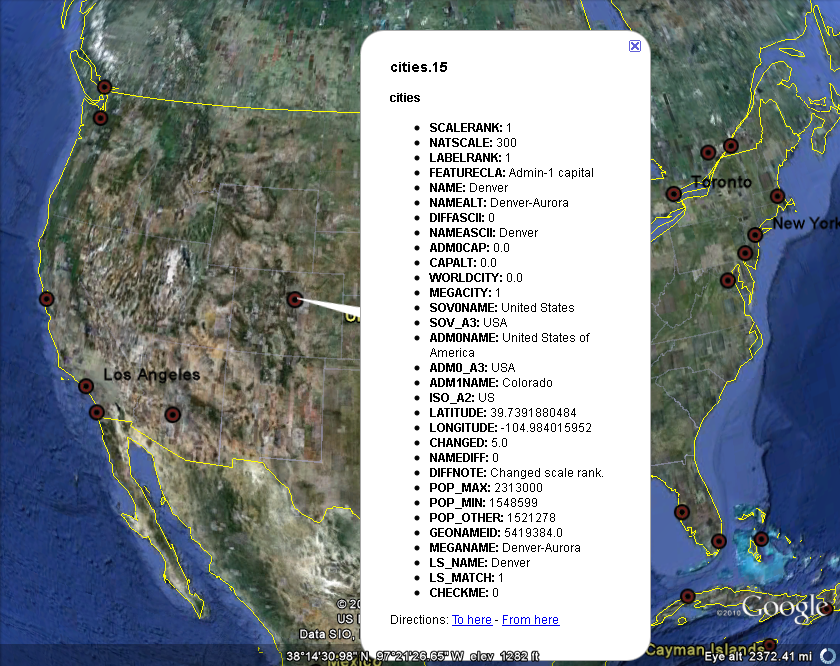 cities.15
cities
SCALERANK: 1
NATSCALE: 300
LABELRANK: 1
FEATURECLA: Admin-1 capital
NAME: Denver
NAMEALT: Denver-Aurora
DIFFASCII: 0
NAMEASCII: Denver
ADM0CAP: 0.0
CAPALT: 0.0
WORLDCITY: 0.0
MEGACITY: 1
SOV0NAME: United States
SOV_A3: USA
ADM0NAME: United States of
America
ADM0_A3: USA
ADM1NAME: Colorado
ISO_A2: US
LATITUDE: 39.7391880484
LONGITUDE: -104.984015952
CHANGED: 5.0
NAMEDIFF: 0
DIFFNOTE: Changed scale rank.
POP_MAX: 2313000
POP_MIN: 1548599
POP_OTHER: 1521278
GEONAMEID: 5419384.0
MEGANAME: Denver-Aurora
LS_NAME: Denver
LS_MATCH: 1
CHECKME: 0
Directions: To here - From here
Toronto
New York
Los Angeles
©2010 Google
US
Data SIO,
Cayman Islands
Mexico
38°14'30.98" N, 97°21'26.65" W elev 1282 ft
Eye alt 2372.41 mi